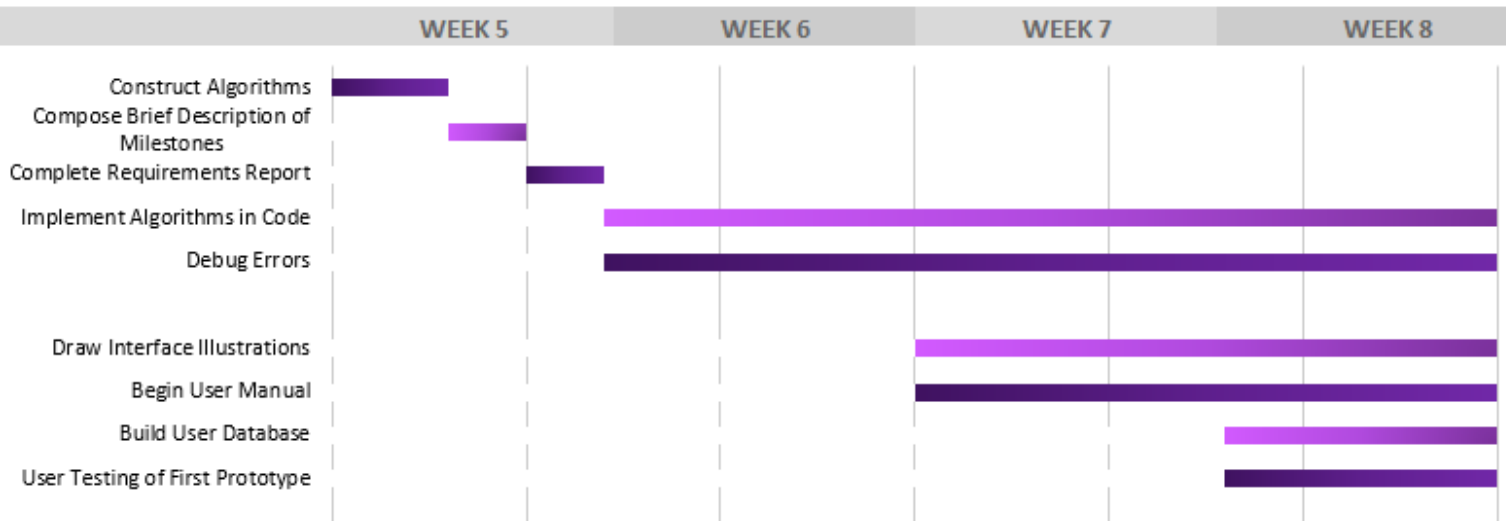 WEEK 5 WEEK 6 WEEK 7 WEEK 8
Construct Algorithms
Compose Brief Description of
Milestones
Complete Requirements Report
Implement Algorithms in Code
Debug Errors
Draw Interface Illustrations
Begin User Manual
Build User Database
User Testing of First Prototype